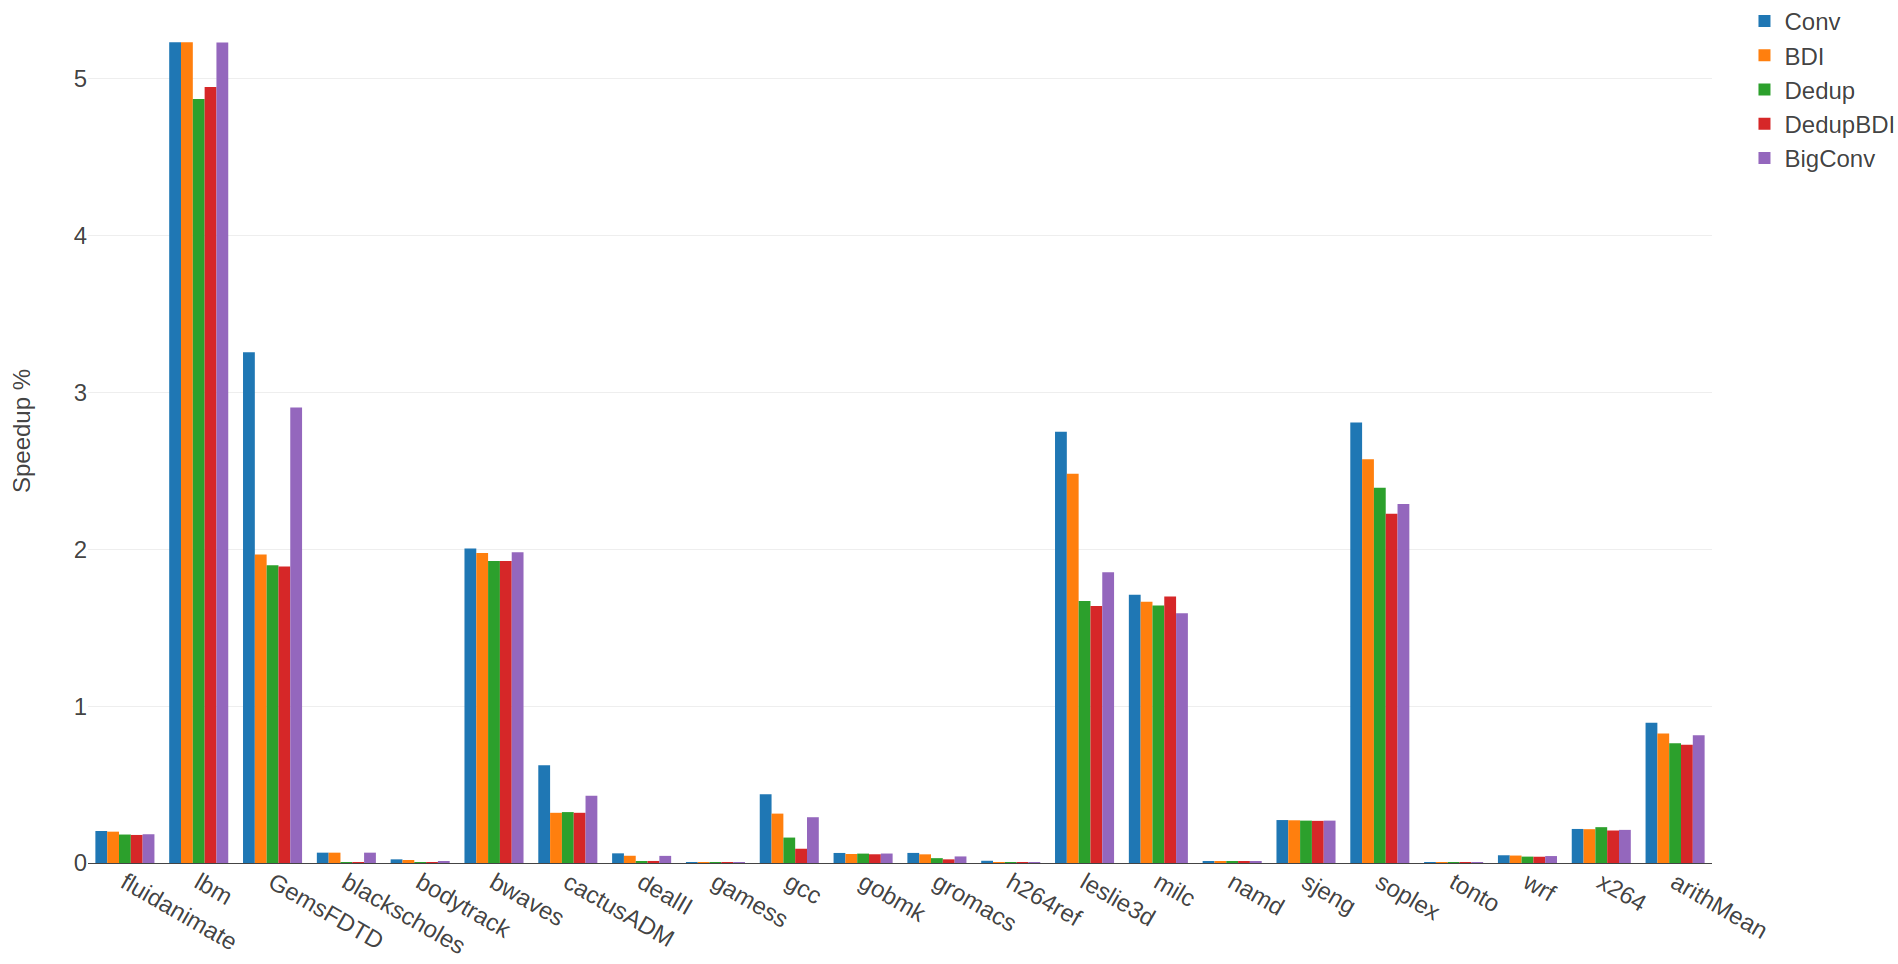 Conv
BDI
Dedup
DedupBDI
BigConv
Speedup %
5
4
3
2
1
0
fluidanimate
lbm
GemsFDTD
blackscholes
bodytrack
bwaves
cactusADM
dealII
gamess
gcc
gobmk
gromacs
h264ref
leslie3d
milc
namd
sjeng
soplex
tonto
wrf
x264
arithMean